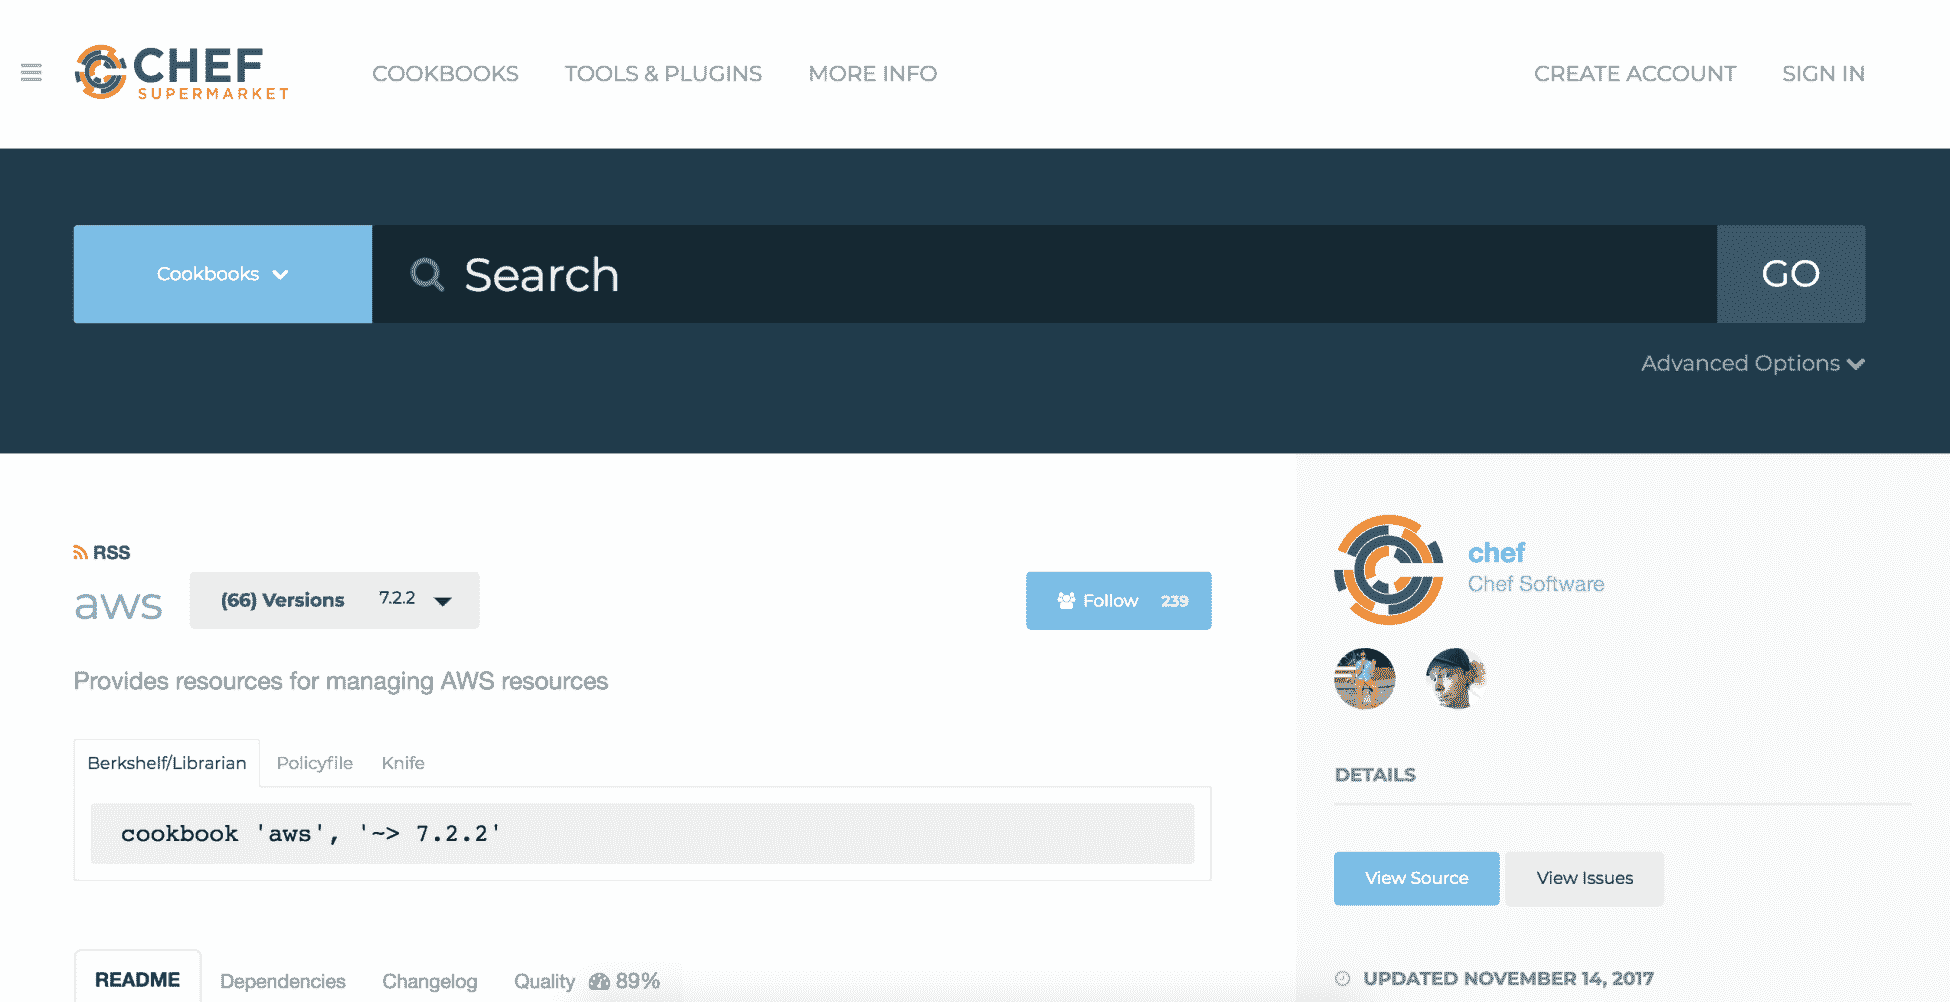 CHEF
SUPERMARKET
COOKBOOKS
TOOLS & PLUGINS
MORE INFO
CREATE ACCOUNT
SIGN IN
Cookbooks
Search
GO
Advanced Options
RSS
aws
(66) Versions 7.2.2
Follow 239
Provides resources for managing AWS resources
Berkshelf/Librarian
Policyfile
Knife
cookbook 'aws', '~> 7.2.2'
README
Dependencies
Changelog
Quality 89%
chef
Chef Software
DETAILS
View Source
View Issues
UPDATED NOVEMBER 14, 2017